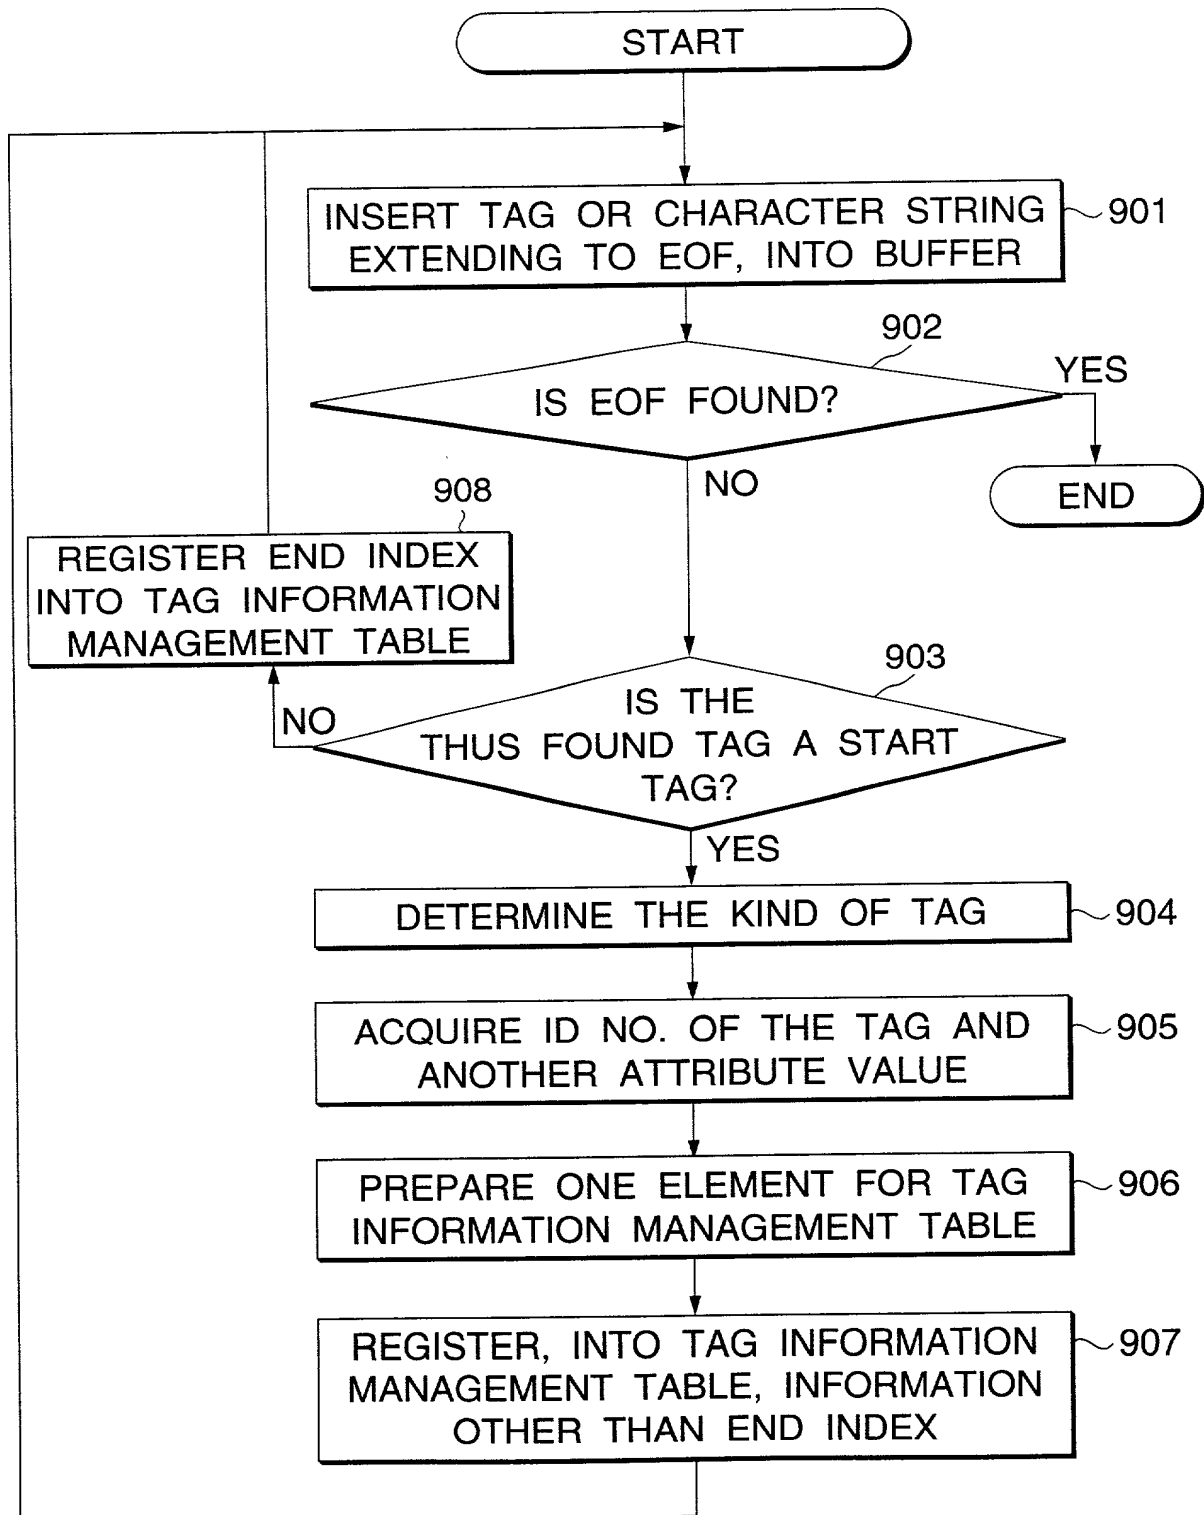 START
INSERT TAG OR CHARACTER STRING
EXTENDING TO EOF, INTO BUFFER
901
902
IS EOF FOUND?
YES
END
NO
908
REGISTER END INDEX
INTO TAG INFORMATION
MANAGEMENT TABLE
903
IS THE
THUS FOUND TAG A START
TAG?
NO
YES
DETERMINE THE KIND OF TAG
904
ACQUIRE ID NO. OF THE TAG AND
ANOTHER ATTRIBUTE VALUE
905
PREPARE ONE ELEMENT FOR TAG
INFORMATION MANAGEMENT TABLE
906
REGISTER, INTO TAG INFORMATION
MANAGEMENT TABLE, INFORMATION
OTHER THAN END INDEX
907